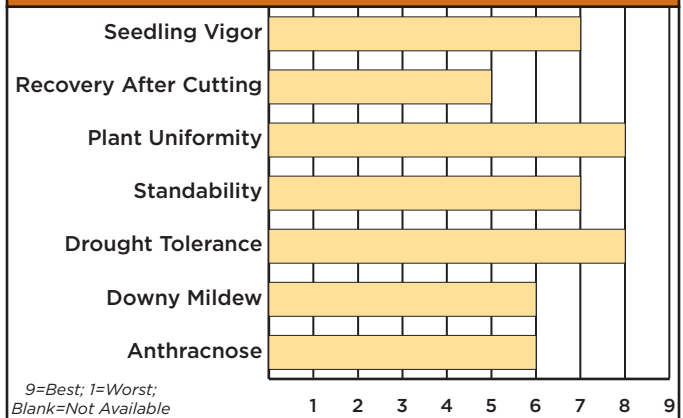 Seedling Vigor
Recovery After Cutting
Plant Uniformity
Standability
Drought Tolerance
Downy Mildew
Anthracnose
9=Best; 1=Worst;
Blank=Not Available
1 2 3 4 5 6 7 8 9